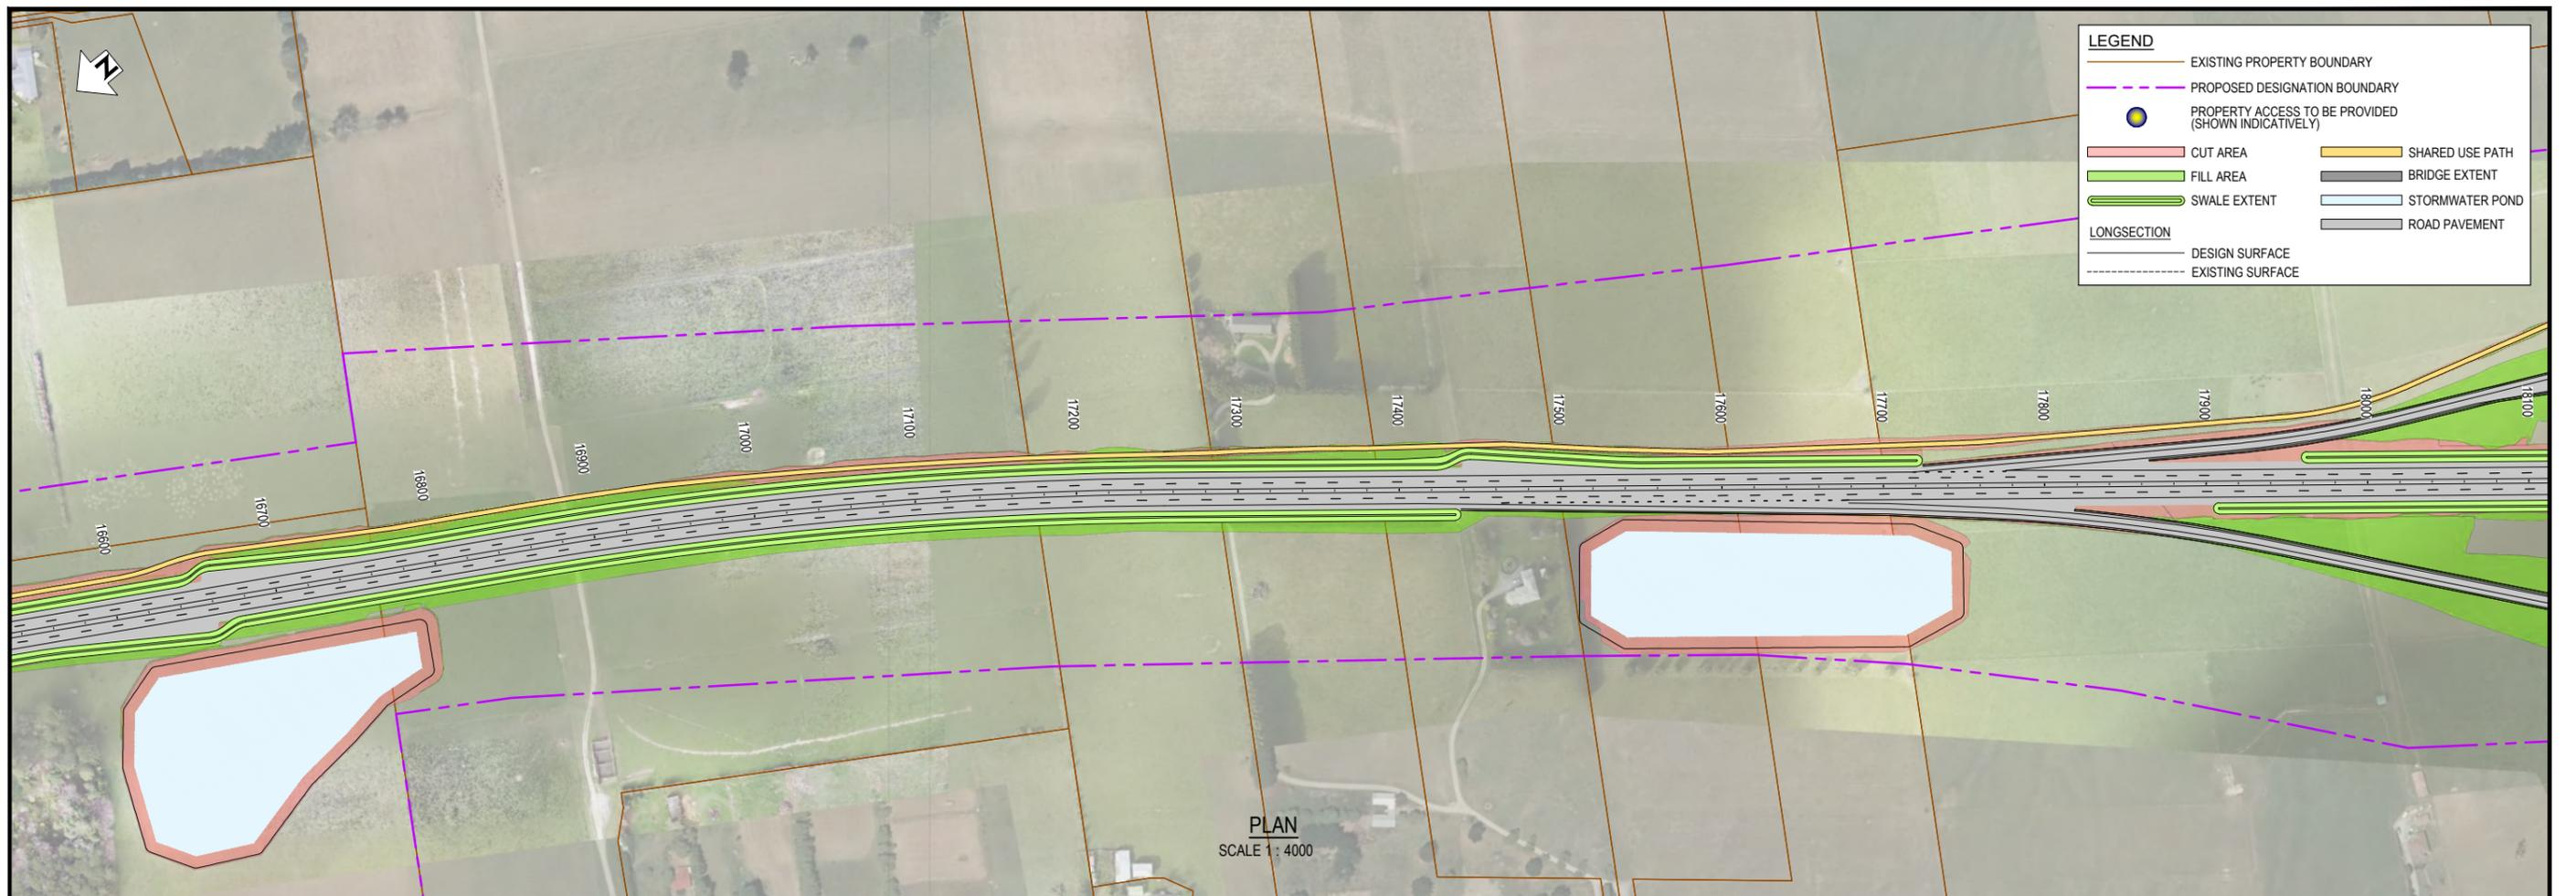 N
LEGEND
EXISTING PROPERTY BOUNDARY
PROPOSED DESIGNATION BOUNDARY
PROPERTY ACCESS TO BE PROVIDED
(SHOWN INDICATIVELY)
CUT AREA
SHARED USE PATH
FILL AREA
BRIDGE EXTENT
SWALE EXTENT
STORMWATER POND
ROAD PAVEMENT
LONGSECTION
DESIGN SURFACE
EXISTING SURFACE
16600
16700
16800
16900
17000
17100
17200
17300
17400
17500
17600
17700
17800
17900
18000
18100
PLAN
SCALE 1 : 4000